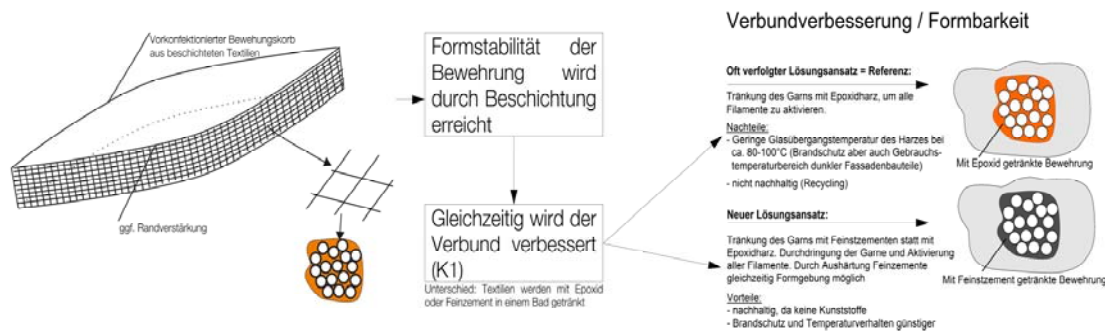 Vorkonfektionierter Bewehungskorb
aus beschichteten Textilien
ggf. Randverstärkung
Formstabilität der
Bewehrung wird
durch Beschichtung
erreicht
Gleichzeitig wird der
Verbund verbessert
(K1)
Unterschied: Textilien werden mit Epoxid
oder Feinzement in einem Bad getränkt
Verbundverbesserung / Formbarkeit
Oft verfolgter Lösungsansatz = Referenz:
Tränkung des Garns mit Epoxidharz, um alle
Filamente zu aktivieren.
Nachteile:
- Geringe Glasübergangstemperatur des Harzes bei
ca. 80-100°C (Brandschutz aber auch Gebrauchs-
temperaturbereich dunkler Fassadenbauteile)
- nicht nachhaltig (Recycling)
Mit Epoxid getränkte Bewehrung
Neuer Lösungsansatz:
Tränkung des Garns mit Feinstzementen statt mit
Epoxidharz. Durchdringung der Garne und Aktivierung
aller Filamente. Durch Aushärtung Feinzemente
gleichzeitig Formgebung möglich
Vorteile:
- nachhaltig, da keine Kunststoffe
- Brandschutz und Temperaturverhalten günstiger
Mit Feinstzement getränkte Bewehrung